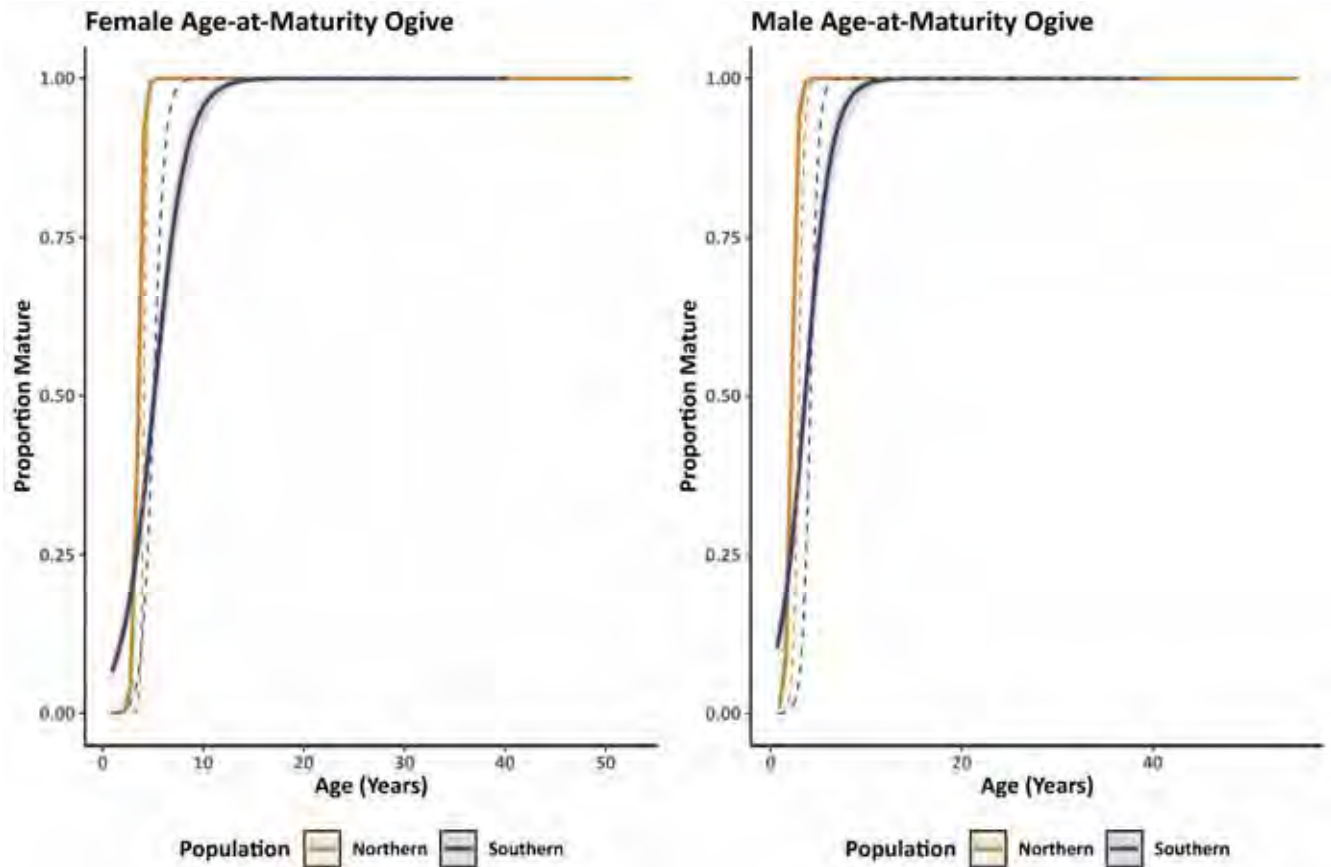 Female Age-at-Maturity Ogive
1.00
0.75
0.50
0.25
0.00
Proportion Mature
0 10 20 30 40 50
Age (Years)
Population Northern Southern
Male Age-at-Maturity Ogive
1.00
0.75
0.50
0.25
0.00
Proportion Mature
0 20 40
Age (Years)
Population Northern Southern